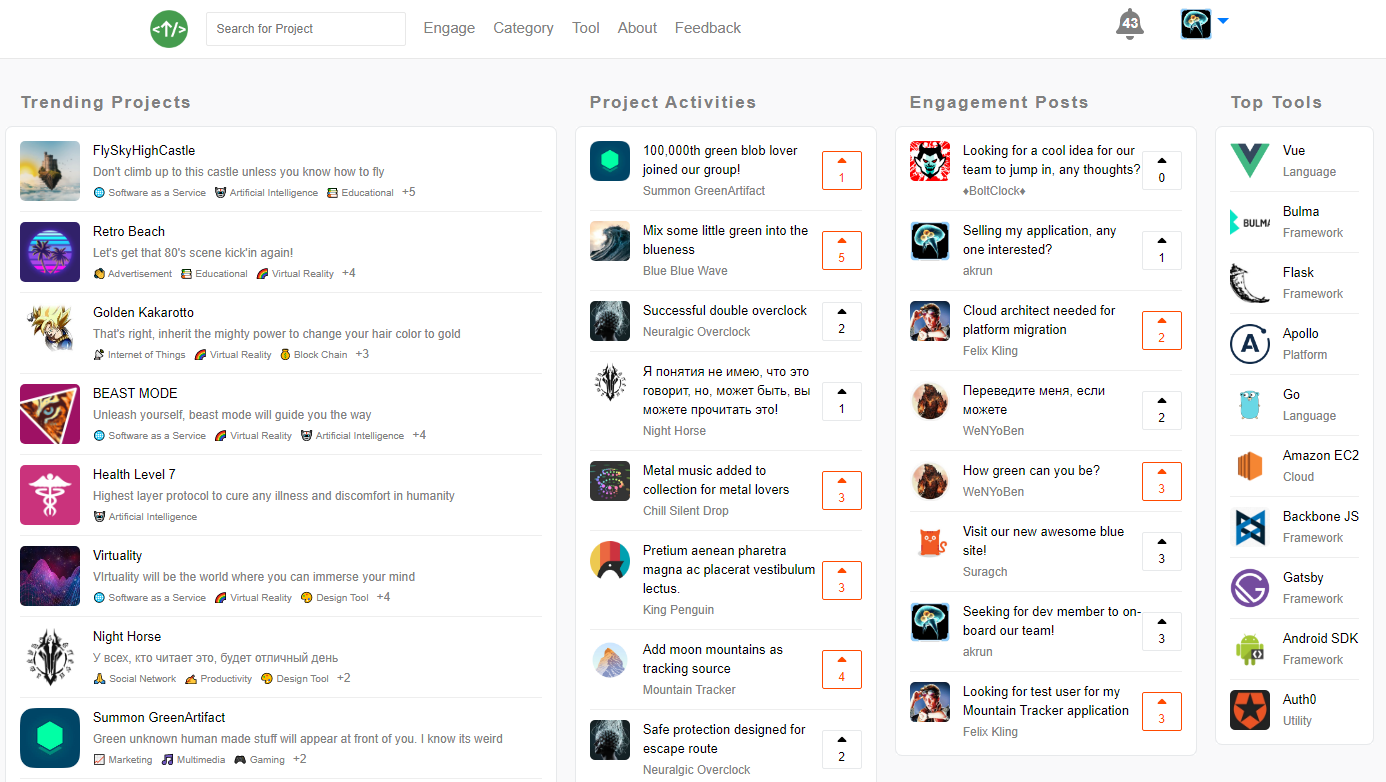 Search for Project
Engage
Category
Tool
About
Feedback
43
Trending Projects
FlySkyHighCastle
Don't climb up to this castle unless you know how to fly
Software as a Service
Artificial Intelligence
Educational
+5
Retro Beach
Let's get that 80's scene kick'in again!
Advertisement
Educational
Virtual Reality
+4
Golden Kakarotto
That's right, inherit the mighty power to change your hair color to gold
Internet of Things
Virtual Reality
Block Chain
+3
BEAST MODE
Unleash yourself, beast mode will guide you the way
Software as a Service
Virtual Reality
Artificial Intelligence
+4
Health Level 7
Highest layer protocol to cure any illness and discomfort in humanity
Artificial Intelligence
Virtuality
VIrtuality will be the world where you can immerse your mind
Software as a Service
Virtual Reality
Design Tool
+4
Night Horse
У всех, кто читает это, будет отличный день
Social Network
Productivity
Design Tool
+2
Summon GreenArtifact
Green unknown human made stuff will appear at front of you. I know its weird
Marketing
Multimedia
Gaming
+2
Project Activities
100,000th green blob lover
joined our group!
Summon GreenArtifact
1
Mix some little green into the
blueness
Blue Blue Wave
5
Successful double overclock
Neuralgic Overclock
2
Я понятия не имею, что это
говорит, но, может быть, вы
можете прочитать это!
Night Horse
1
Metal music added to
collection for metal lovers
Chill Silent Drop
3
Pretium aenean pharetra
magna ac placerat vestibulum
lectus.
King Penguin
3
Add moon mountains as
tracking source
Mountain Tracker
4
Safe protection designed for
escape route
Neuralgic Overclock
2
Engagement Posts
Looking for a cool idea for our
team to jump in, any thoughts?
♦BoltClock♦
0
Selling my application, any
one interested?
akrun
1
Cloud architect needed for
platform migration
Felix Kling
2
Переведите меня, если
можете
WeNYoBen
2
How green can you be?
WeNYoBen
3
Visit our new awesome blue
site!
Suragch
3
Seeking for dev member to on-
board our team!
akrun
3
Looking for test user for my
Mountain Tracker application
Felix Kling
3
Top Tools
Vue
Language
BULMA
Bulma
Framework
Flask
Framework
Apollo
Platform
Go
Language
Amazon EC2
Cloud
Backbone JS
Framework
Gatsby
Framework
Android SDK
Framework
Auth0
Utility